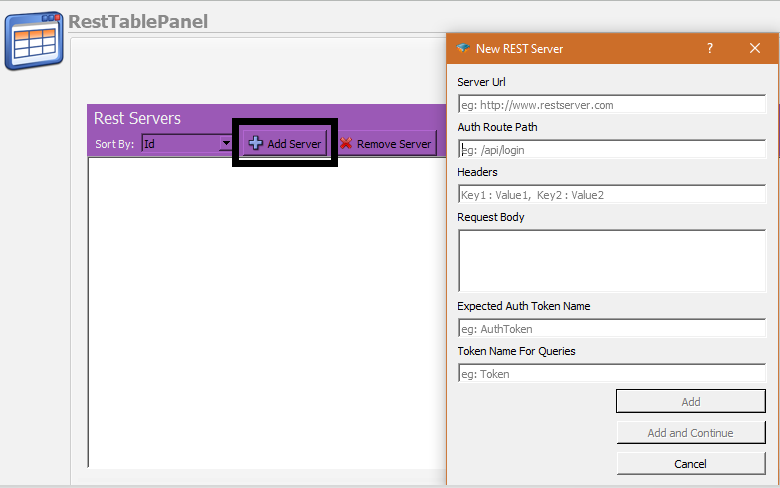 RestTablePanel
Rest Servers
Sort By: Id Add Server Remove Server
New REST Server ?
Server Url
eg: http://www.restserver.com
Auth Route Path
eg: /api/login
Headers
Key1 : Value1, Key2 : Value2
Request Body
Expected Auth Token Name
eg: AuthToken
Token Name For Queries
eg: Token
Add
Add and Continue
Cancel